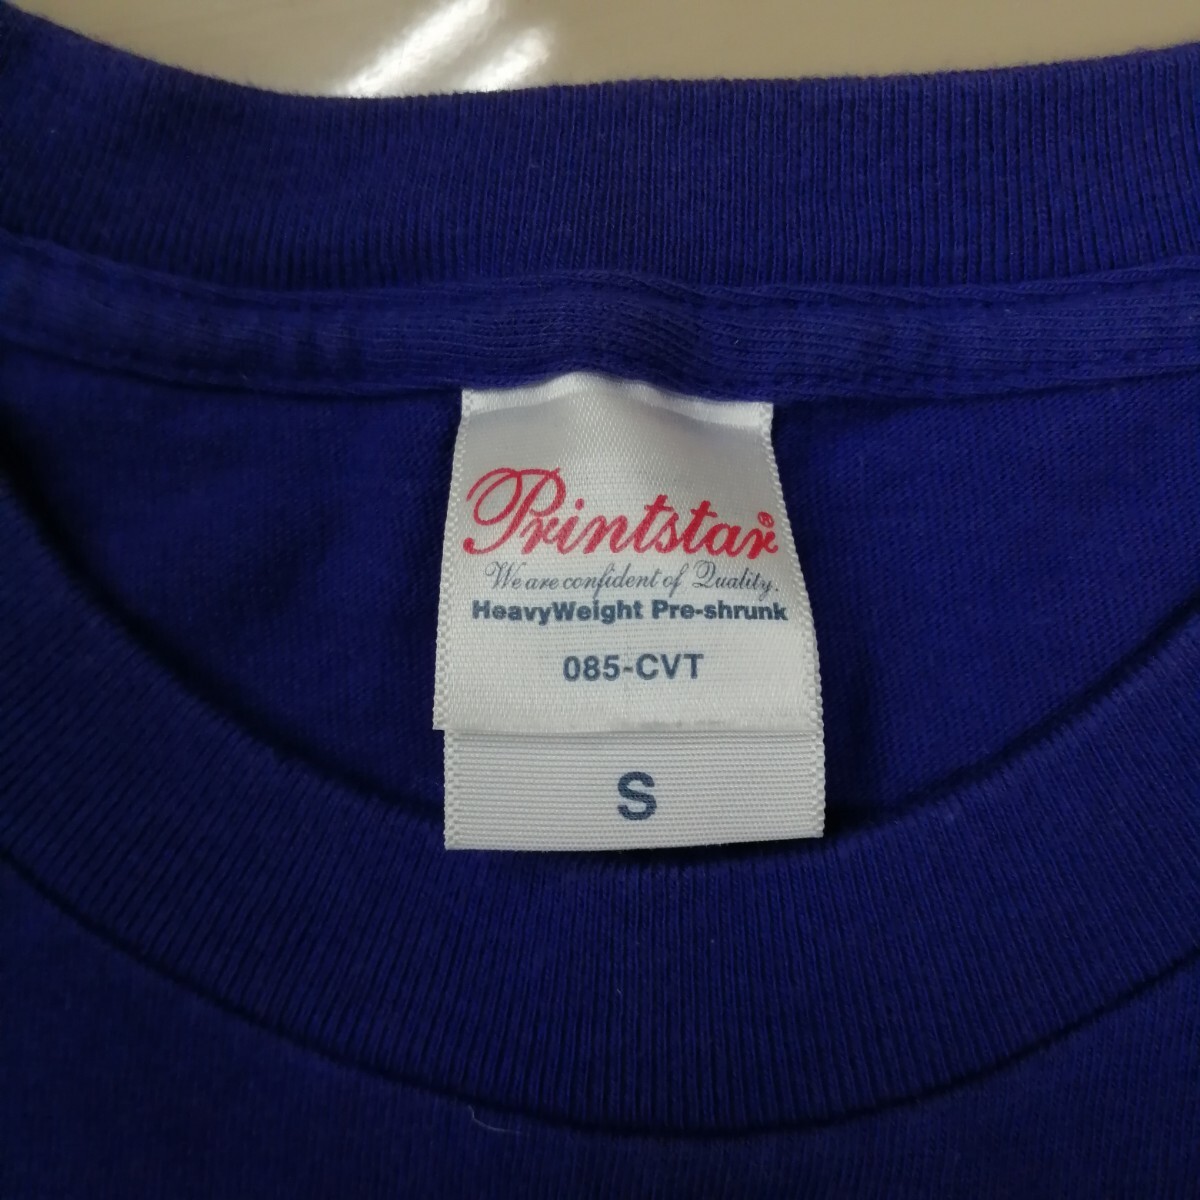 Printstar®
We are confident of Quality.
HeavyWeight Pre-shrunk
085-CVT
S